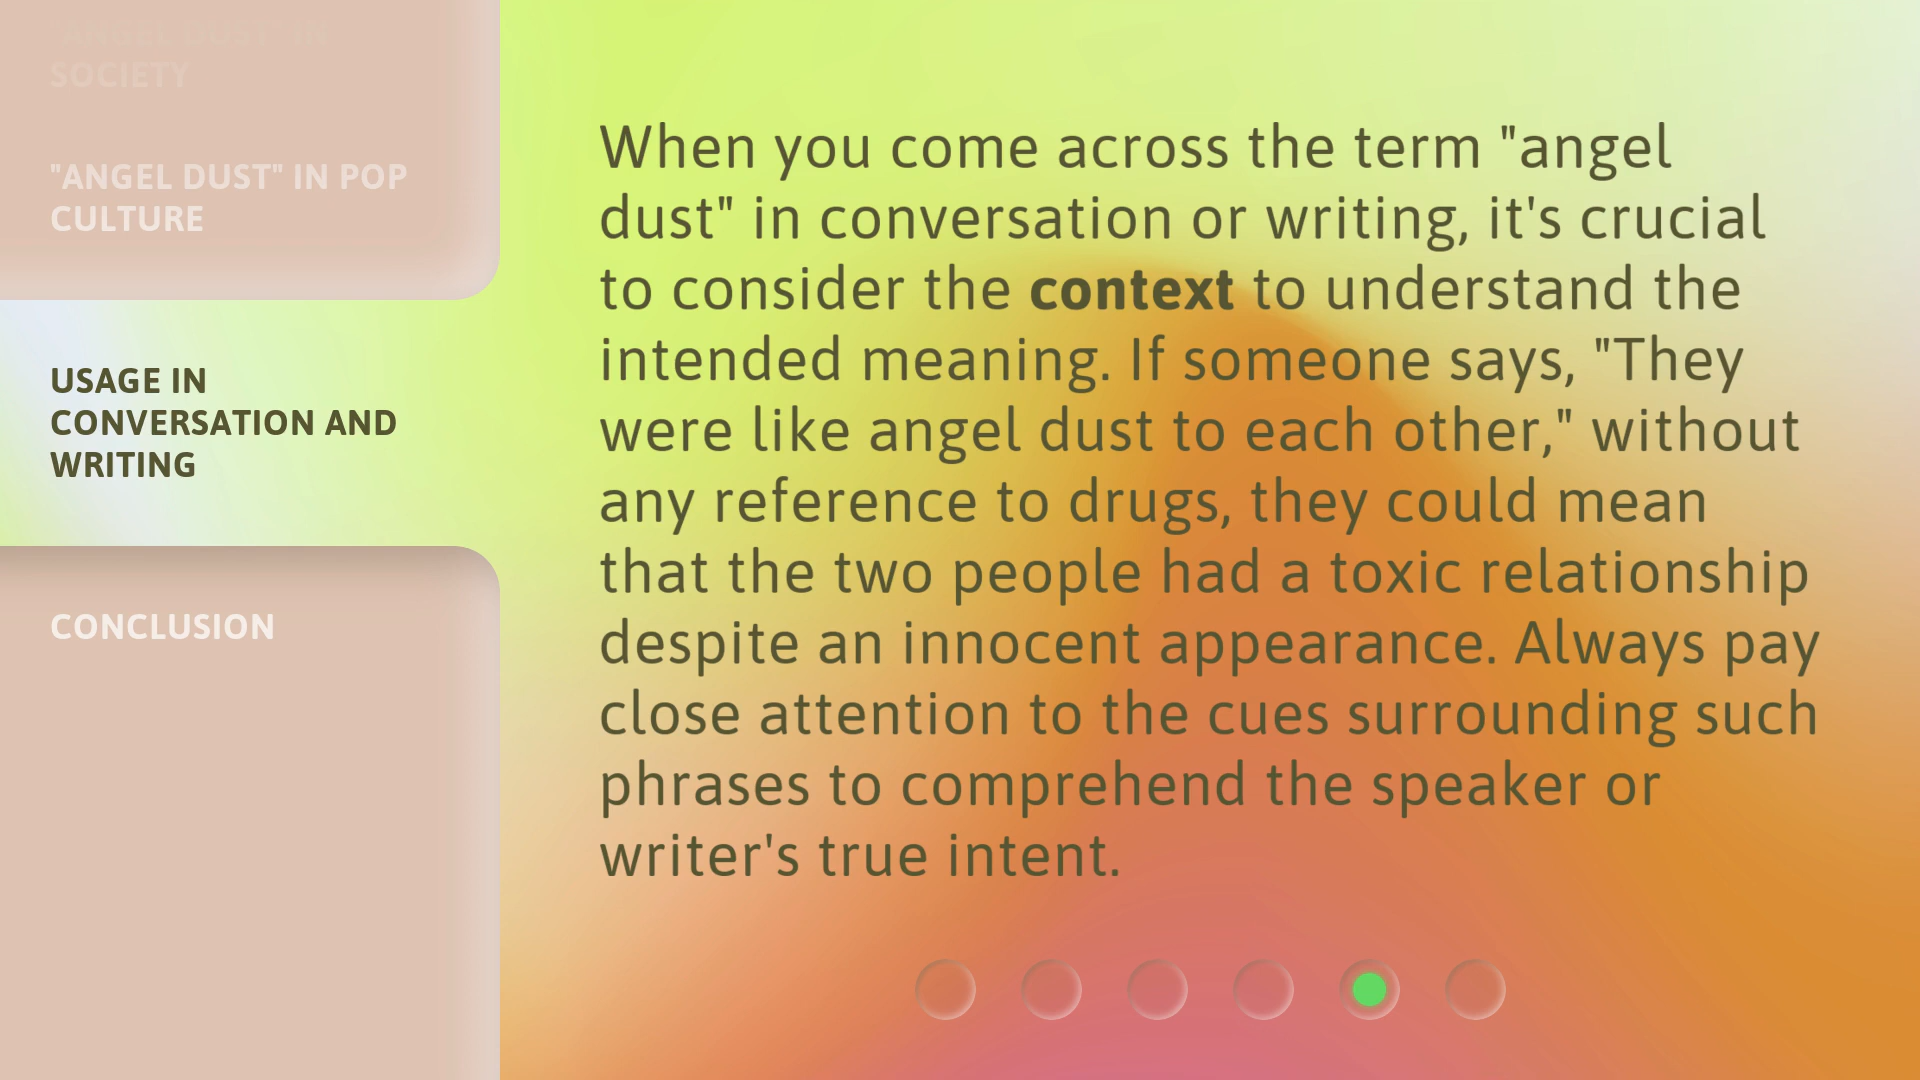 "ANGEL DUST" IN
SOCIETY
"ANGEL DUST" IN POP
CULTURE
USAGE IN
CONVERSATION AND
WRITING
CONCLUSION
When you come across the term "angel
dust" in conversation or writing, it's crucial
to consider the context to understand the
intended meaning. If someone says, "They
were like angel dust to each other," without
any reference to drugs, they could mean
that the two people had a toxic relationship
despite an innocent appearance. Always pay
close attention to the cues surrounding such
phrases to comprehend the speaker or
writer's true intent.